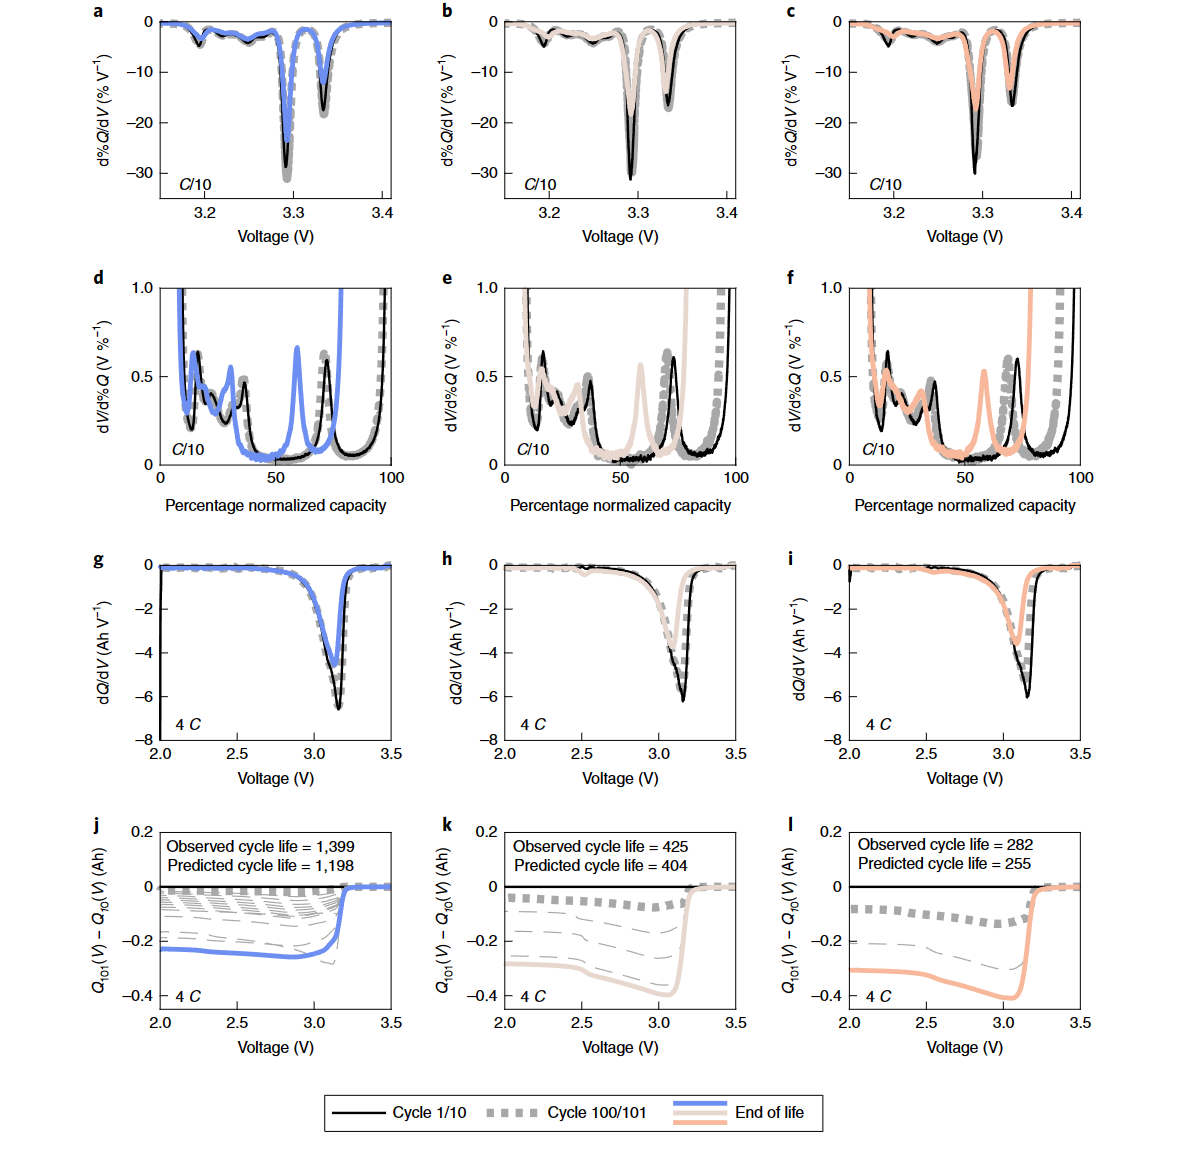 a
b
c
0
−10
−20
−30
d%Q/dV (% V−1)
C/10
3.2
3.3
3.4
Voltage (V)
0
−10
−20
−30
d%Q/dV (% V−1)
C/10
3.2
3.3
3.4
Voltage (V)
0
−10
−20
−30
d%Q/dV (% V−1)
C/10
3.2
3.3
3.4
Voltage (V)
d
e
f
1.0
0.5
0
dV/d%Q (V %−1)
C/10
0
50
100
Percentage normalized capacity
1.0
0.5
0
dV/d%Q (V %−1)
C/10
0
50
100
Percentage normalized capacity
1.0
0.5
0
dV/d%Q (V %−1)
C/10
0
50
100
Percentage normalized capacity
g
h
i
0
−2
−4
−6
−8
dQ/dV (Ah V−1)
4 C
2.0
2.5
3.0
3.5
Voltage (V)
0
−2
−4
−6
−8
dQ/dV (Ah V−1)
4 C
2.0
2.5
3.0
3.5
Voltage (V)
0
−2
−4
−6
−8
dQ/dV (Ah V−1)
4 C
2.0
2.5
3.0
3.5
Voltage (V)
j
k
l
0.2
0
−0.2
−0.4
Q101(V) − Q10(V) (Ah)
Observed cycle life = 1,399
Predicted cycle life = 1,198
4 C
2.0
2.5
3.0
3.5
Voltage (V)
0.2
0
−0.2
−0.4
Q101(V) − Q10(V) (Ah)
Observed cycle life = 425
Predicted cycle life = 404
4 C
2.0
2.5
3.0
3.5
Voltage (V)
0.2
0
−0.2
−0.4
Q101(V) − Q10(V) (Ah)
Observed cycle life = 282
Predicted cycle life = 255
4 C
2.0
2.5
3.0
3.5
Voltage (V)
Cycle 1/10
Cycle 100/101
End of life